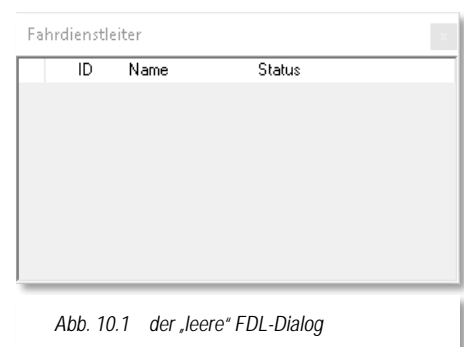 Fahrdienstleiter
ID Name Status
Abb. 10.1 der „leere“ FDL-Dialog